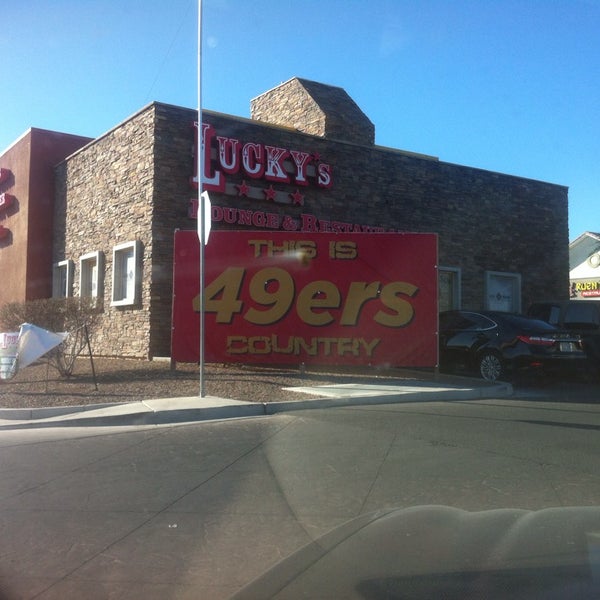 LUCKY's
LOUNGE & RESTAURANT
THIS IS
49ers
COUNTRY